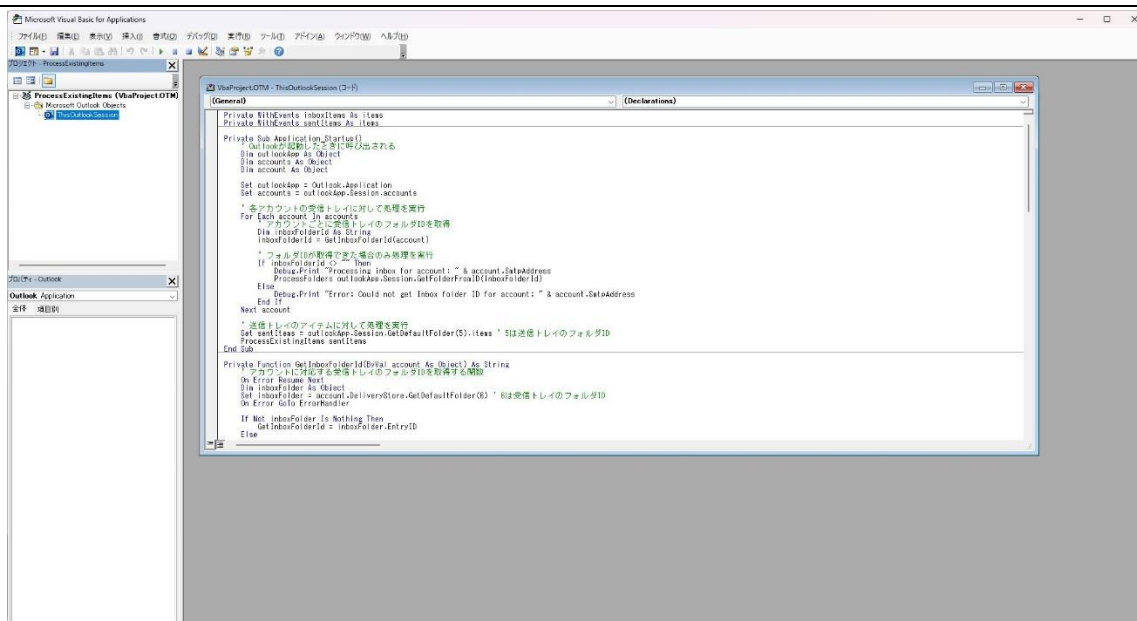 Microsoft Visual Basic for Applications
ファイル(F) 編集(E) 表示(V) 挿入(I) 書式(O) デバッグ(D) 実行(R) ツール(T) アドイン(A) ウィンドウ(W) ヘルプ(H)
プロジェクト - ProcessExistingItems
ProcessExistingItems (VbaProject.OTM)
Microsoft Outlook Objects
ThisOutlookSession
プロパティ - Outlook
Outlook Application
全体 項目別
VbaProject.OTM - ThisOutlookSession (コード)
(General) (Declarations)
Private WithEvents inboxItems As items
Private WithEvents sentItems As items
Private Sub Application_Startup()
' Outlookが起動したときに呼び出される
Dim outlookApp As Object
Dim accounts As Object
Dim account As Object
Set outlookApp = Outlook.Application
Set accounts = outlookApp.Session.accounts
' 各アカウントの受信トレイに対して処理を実行
For Each account In accounts
' アカウントごとに受信トレイのフォルダIDを取得
Dim inboxFolderId As String
inboxFolderId = GetInboxFolderId(account)
' フォルダIDが取得できた場合のみ処理を実行
If inboxFolderId <> "" Then
Debug.Print "Processing inbox for account: " & account.SmtpAddress
ProcessFolders outlookApp.Session.GetFolderFromID(inboxFolderId)
Else
Debug.Print "Error: Could not get Inbox folder ID for account: " & account.SmtpAddress
End If
Next account
' 送信トレイのアイテムに対して処理を実行
Set sentItems = outlookApp.Session.GetDefaultFolder(5).items ' 5は送信トレイのフォルダID
ProcessExistingItems sentItems
End Sub
Private Function GetInboxFolderId(ByVal account As Object) As String
' アカウントに対応する受信トレイのフォルダIDを取得する関数
On Error Resume Next
Dim inboxFolder As Object
Set inboxFolder = account.DeliveryStore.GetDefaultFolder(6) ' 6は受信トレイのフォルダID
On Error GoTo ErrorHandler
If Not inboxFolder Is Nothing Then
GetInboxFolderId = inboxFolder.EntryID
Else